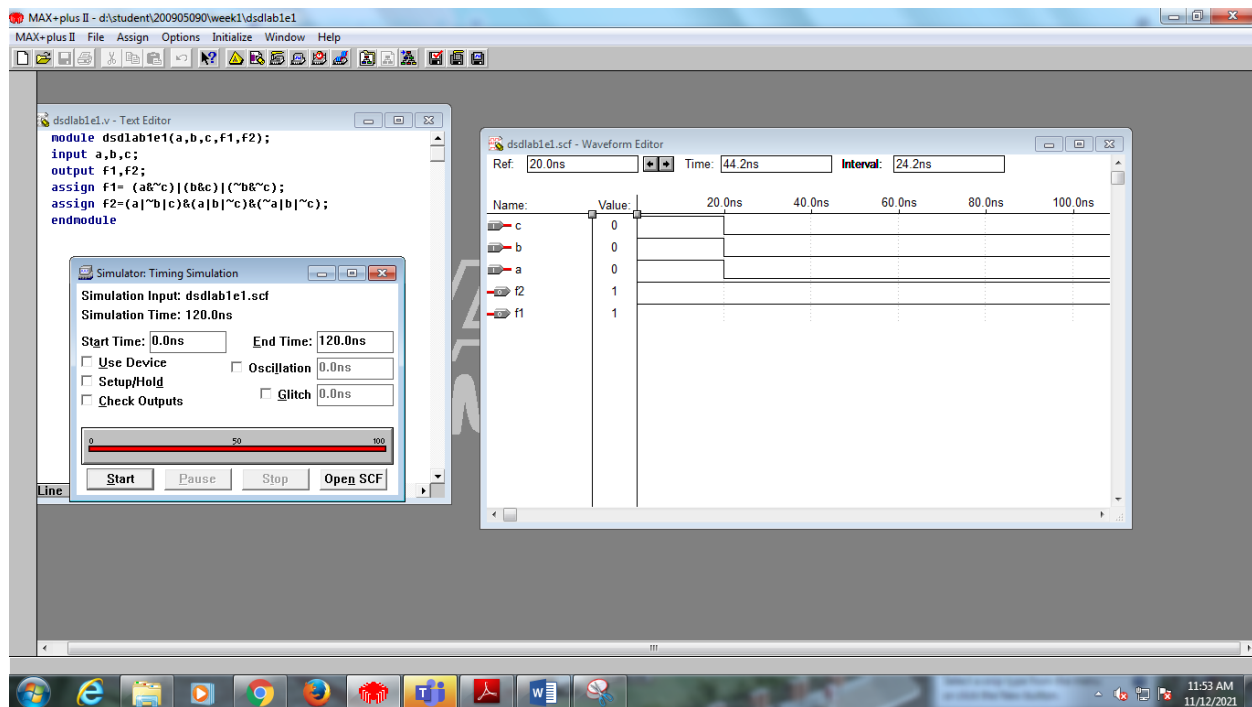 MAX+plus II - d:\student\200905090\week1\dsdlab1e1
MAX+plus II File Assign Options Initialize Window Help
dsdlab1e1.v - Text Editor
module dsdlab1e1(a,b,c,f1,f2);
input a,b,c;
output f1,f2;
assign f1= (a&~c)|(b&c)|(~b&~c);
assign f2=(a|~b|c)&(a|b|~c)&(~a|b|~c);
endmodule
Line
Simulator: Timing Simulation
Simulation Input: dsdlab1e1.scf
Simulation Time: 120.0ns
Start Time: 0.0ns End Time: 120.0ns
Use Device Oscillation 0.0ns
Setup/Hold
Check Outputs Glitch 0.0ns
0 50 100
Start Pause Stop Open SCF
dsdlab1e1.scf - Waveform Editor
Ref: 20.0ns Time: 44.2ns Interval: 24.2ns
Name: Value: 20.0ns 40.0ns 60.0ns 80.0ns 100.0ns
c 0
b 0
a 0
f2 1
f1 1
11:53 AM
11/12/2021